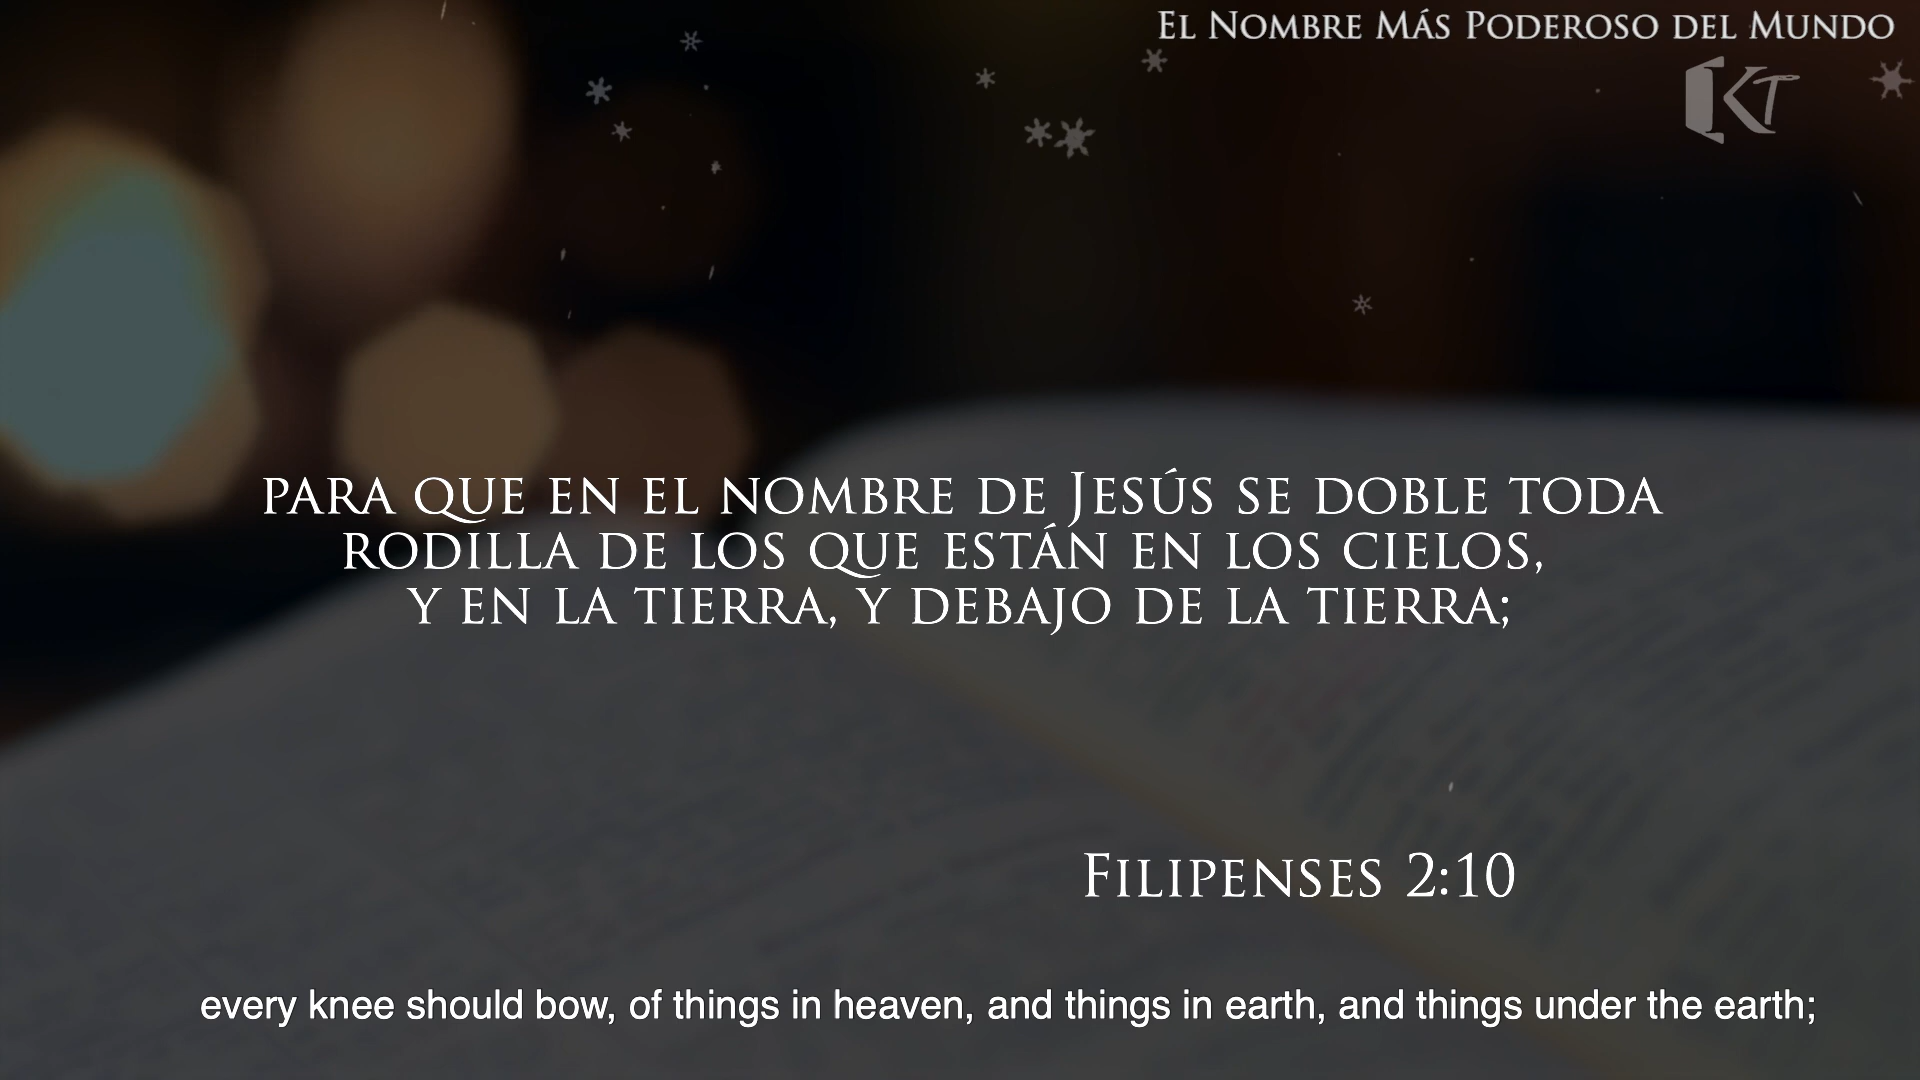 El Nombre Más Poderoso del Mundo
KT
para que en el nombre de Jesús se doble toda
rodilla de los que están en los cielos,
y en la tierra, y debajo de la tierra;
Filipenses 2:10
every knee should bow, of things in heaven, and things in earth, and things under the earth;